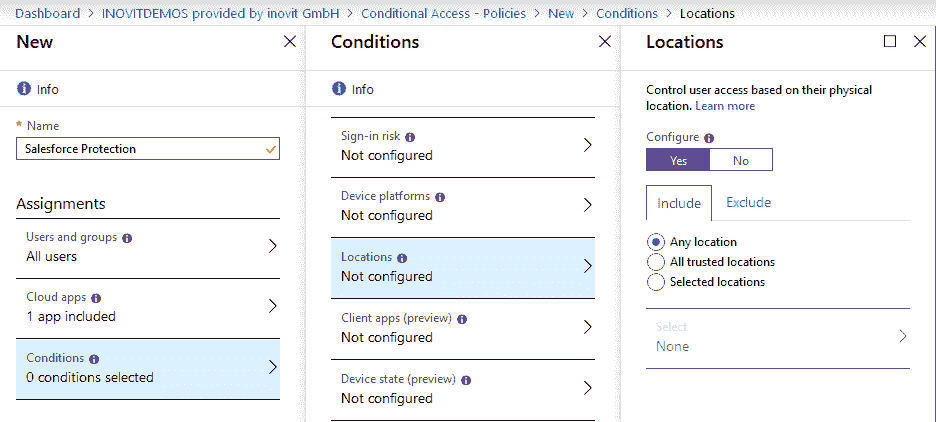 Dashboard > INOVITDEMOS provided by inovit GmbH > Conditional Access - Policies > New > Conditions > Locations
New
Info
* Name
Salesforce Protection
Assignments
Users and groups
All users
Cloud apps
1 app included
Conditions
0 conditions selected
Conditions
Info
Sign-in risk
Not configured
Device platforms
Not configured
Locations
Not configured
Client apps (preview)
Not configured
Device state (preview)
Not configured
Locations
Control user access based on their physical
location. Learn more
Configure
Yes No
Include Exclude
Any location
All trusted locations
Selected locations
Select
None